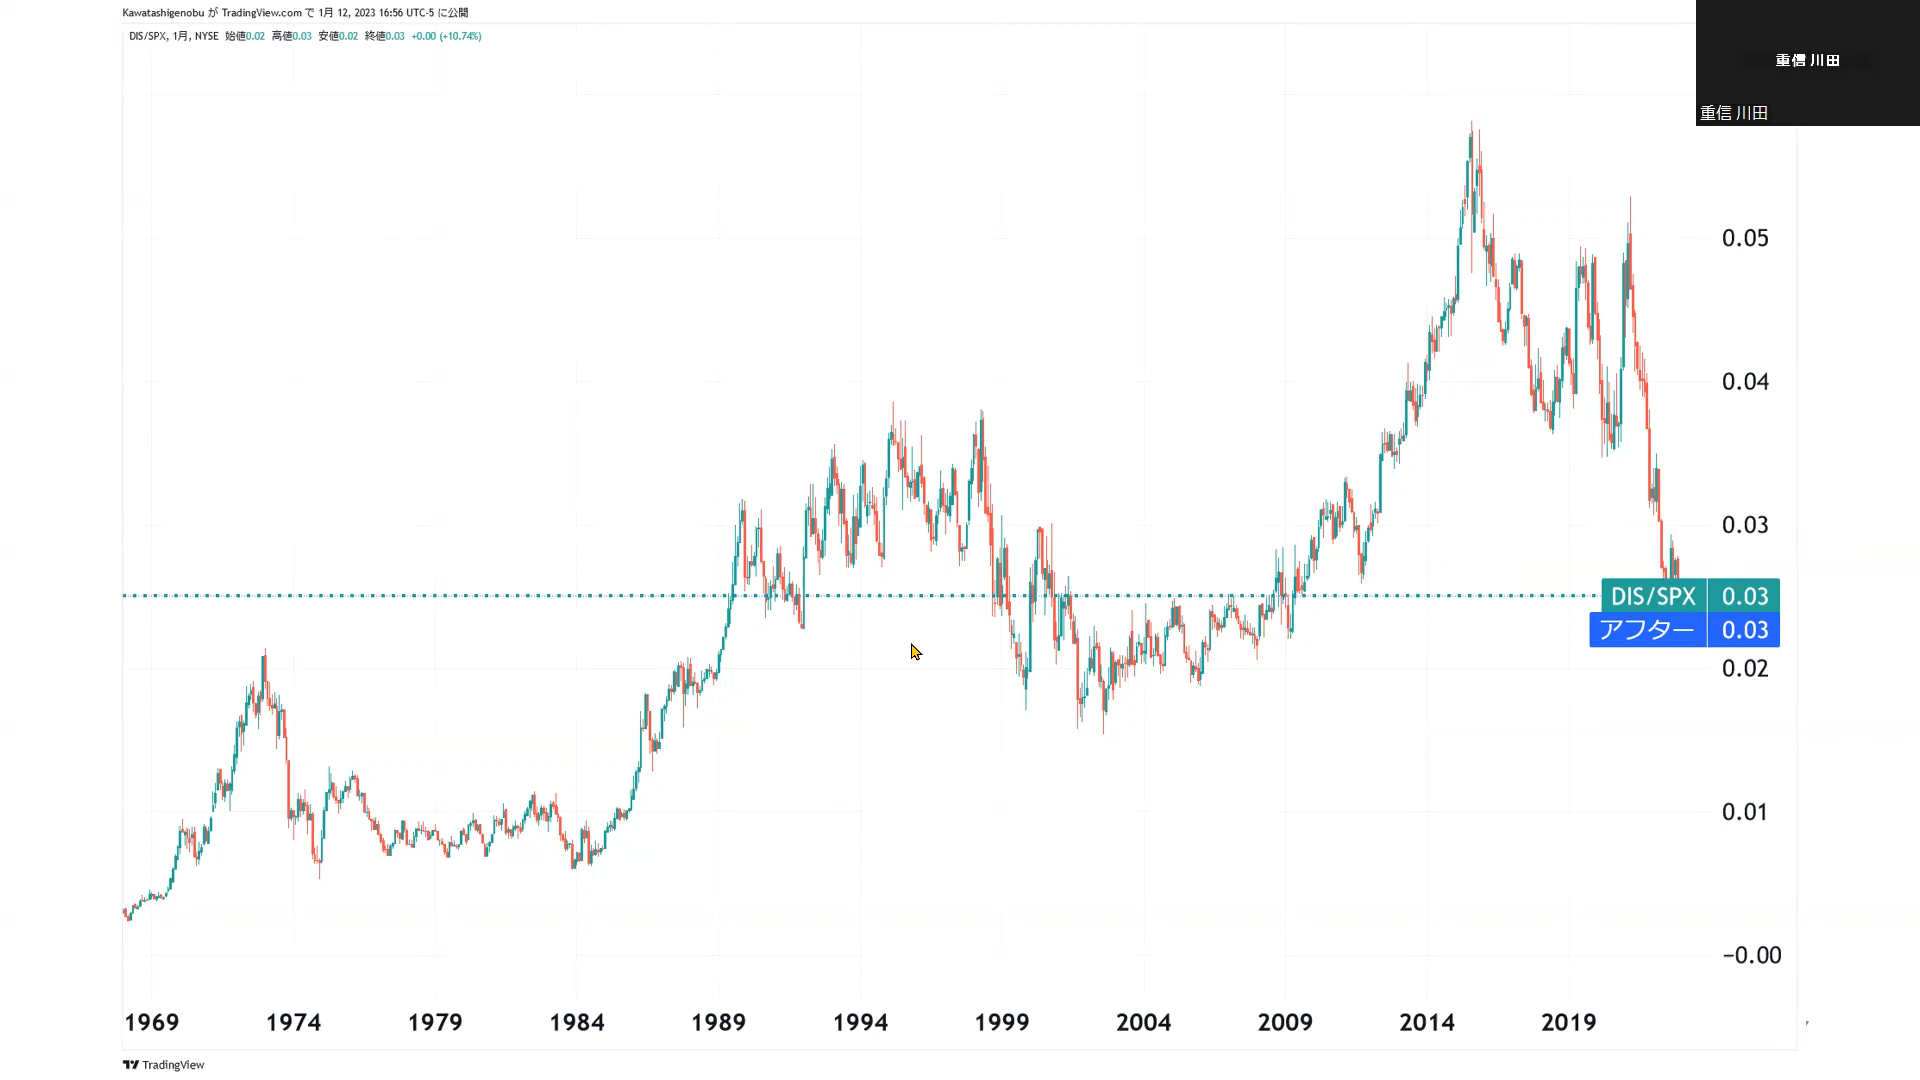 Kawatashigenobu が TradingView.com で 1月 12, 2023 16:56 UTC-5 に公開
DIS/SPX, 1月, NYSE 始値0.02 高値0.03 安値0.02 終値0.03 +0.00 (+10.74%)
重信 川田
重信 川田
0.05
0.04
0.03
DIS/SPX 0.03
アフター 0.03
0.02
0.01
−0.00
1969 1974 1979 1984 1989 1994 1999 2004 2009 2014 2019
TradingView